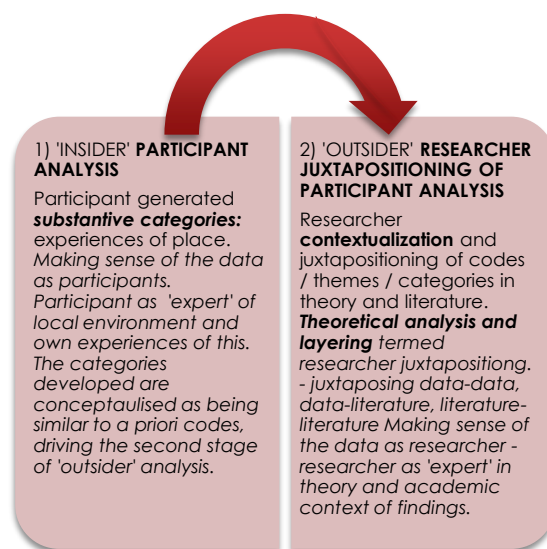 1) 'INSIDER' PARTICIPANT
ANALYSIS
Participant generated
substantive categories:
experiences of place.
Making sense of the data
as participants.
Participant as 'expert' of
local environment and
own experiences of this.
The categories
developed are
conceptaulised as being
similar to a priori codes,
driving the second stage
of 'outsider' analysis.
2) 'OUTSIDER' RESEARCHER
JUXTAPOSITIONING OF
PARTICIPANT ANALYSIS
Researcher
contextualization and
juxtapositioning of codes
/ themes / categories in
theory and literature.
Theoretical analysis and
layering termed
researcher juxtapositiong.
- juxtaposing data-data,
data-literature, literature-
literature Making sense of
the data as researcher -
researcher as 'expert' in
theory and academic
context of findings.